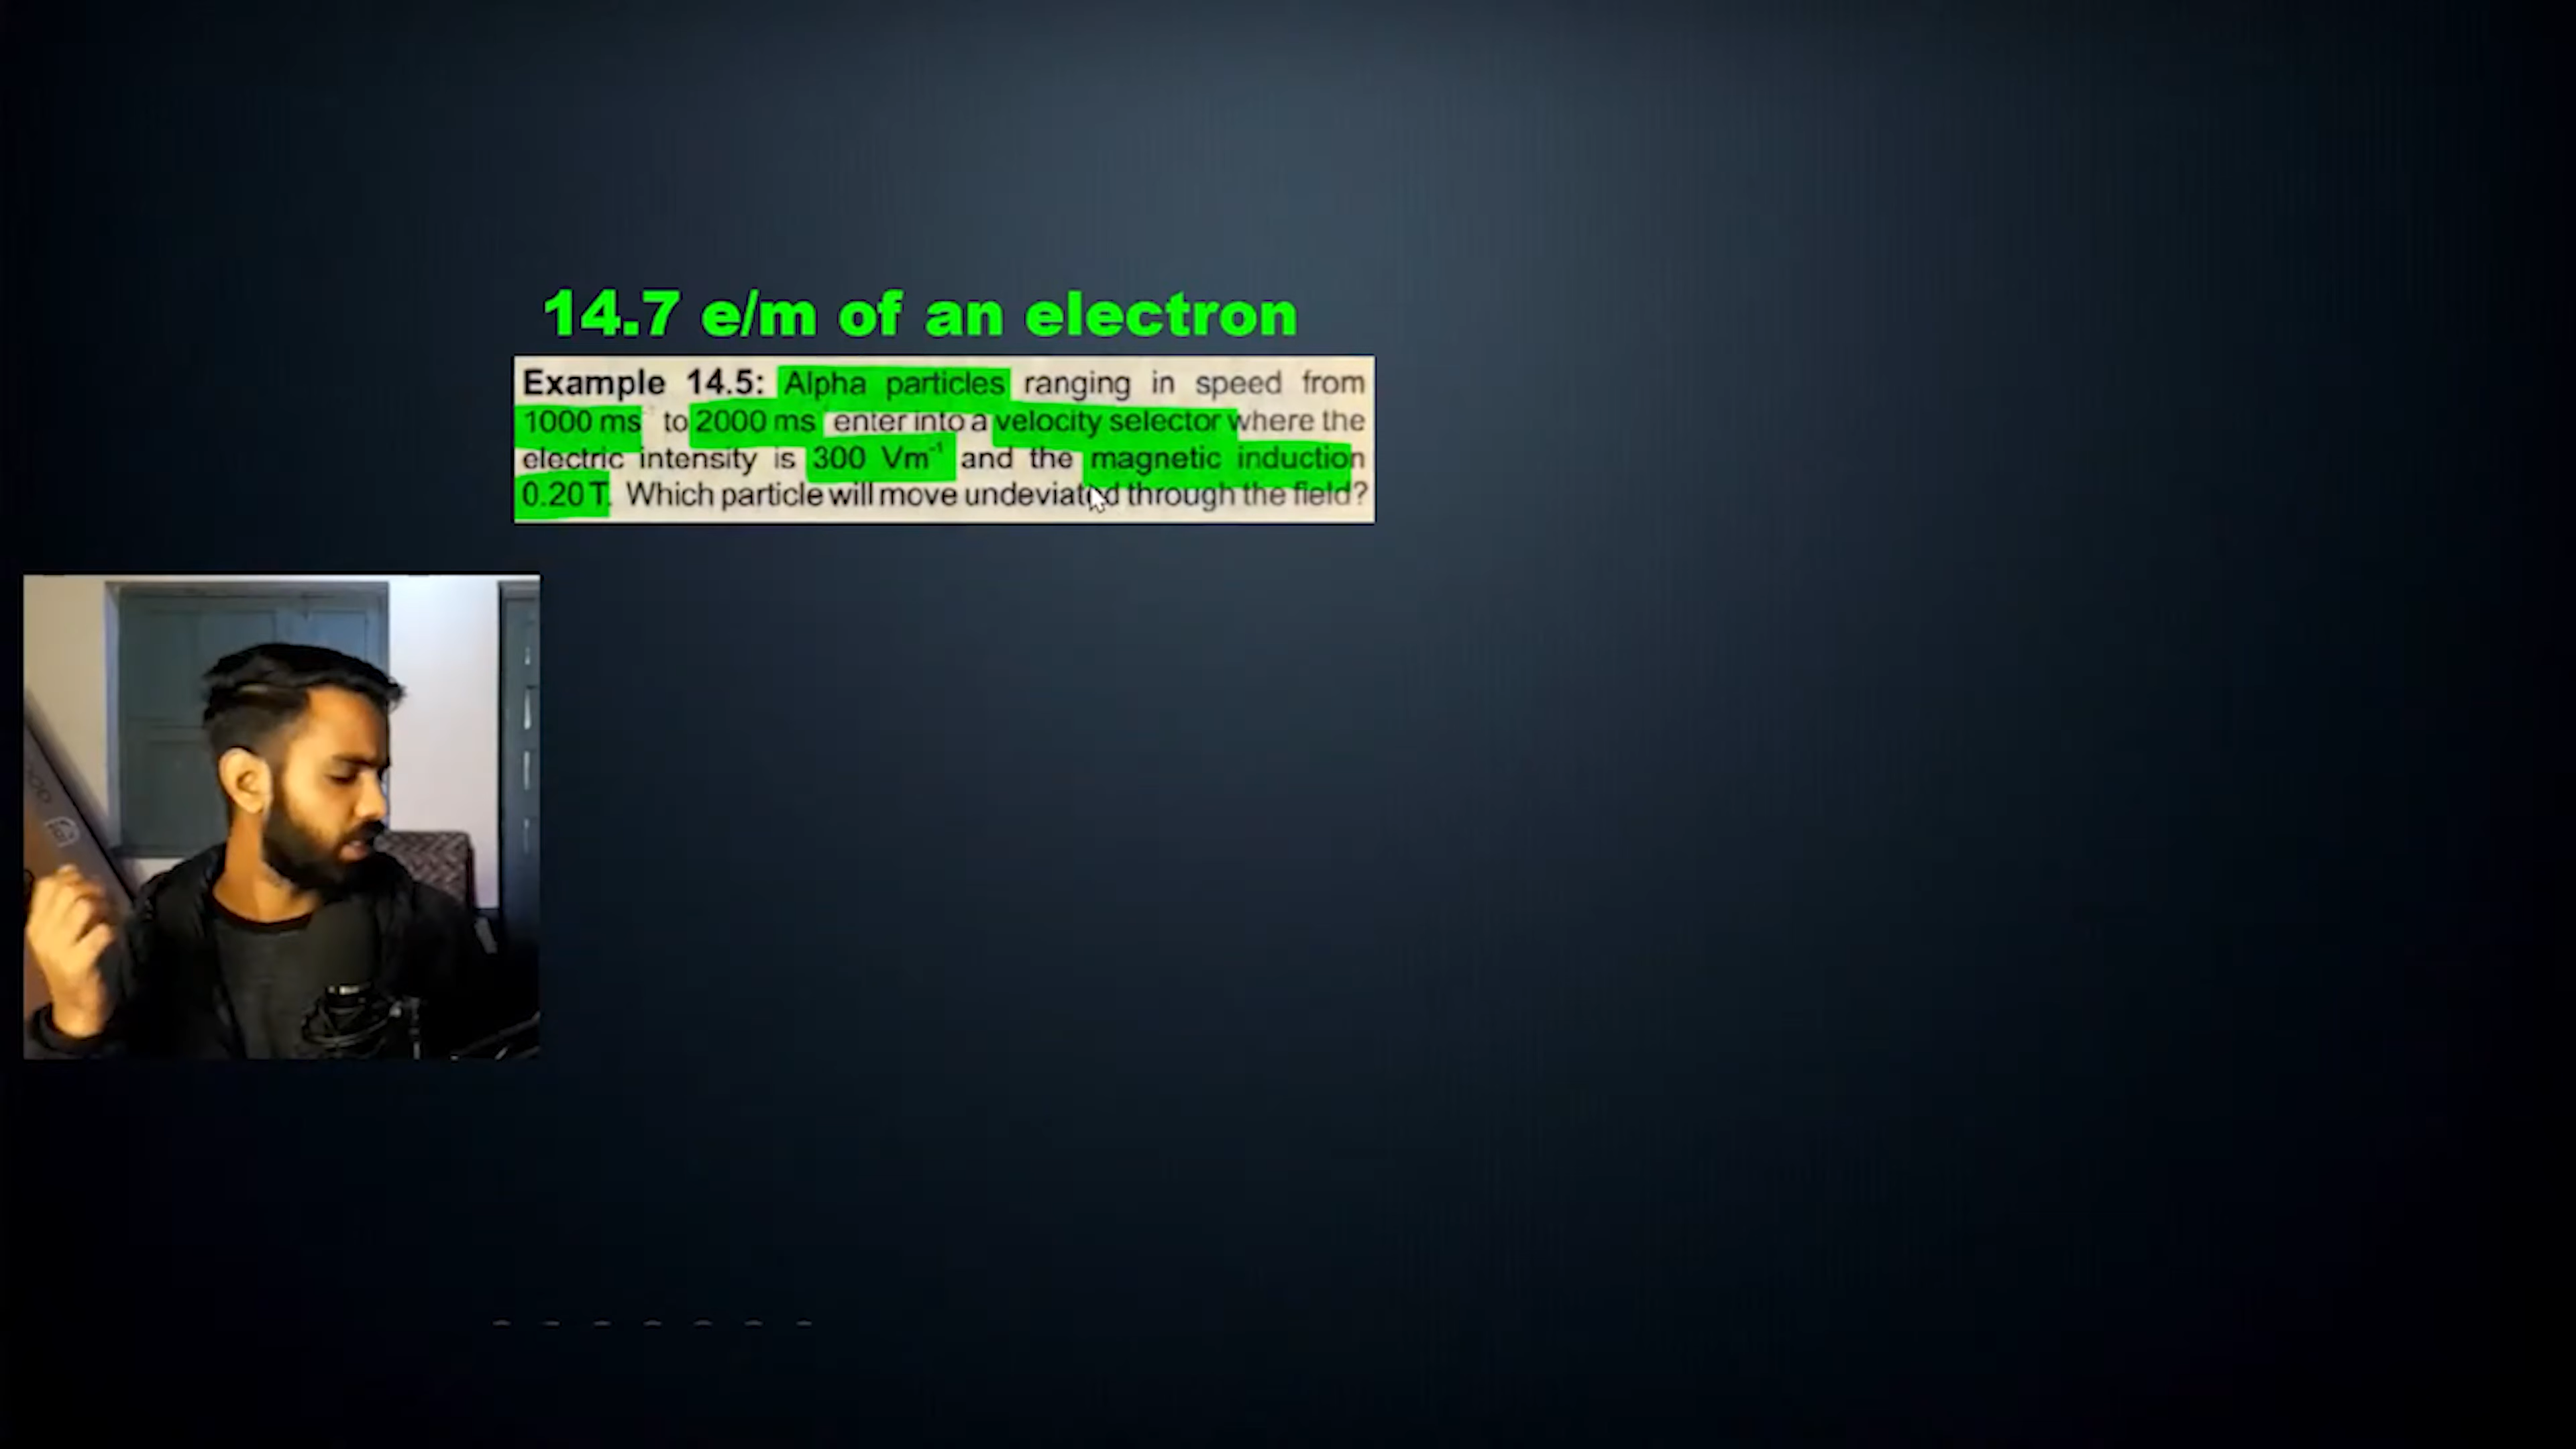 14.7 e/m of an electron
Example 14.5: Alpha particles ranging in speed from
1000 ms⁻¹ to 2000 ms enter into a velocity selector where the
electric intensity is 300 Vm⁻¹ and the magnetic induction
0.20 T. Which particle will move undeviated through the field?